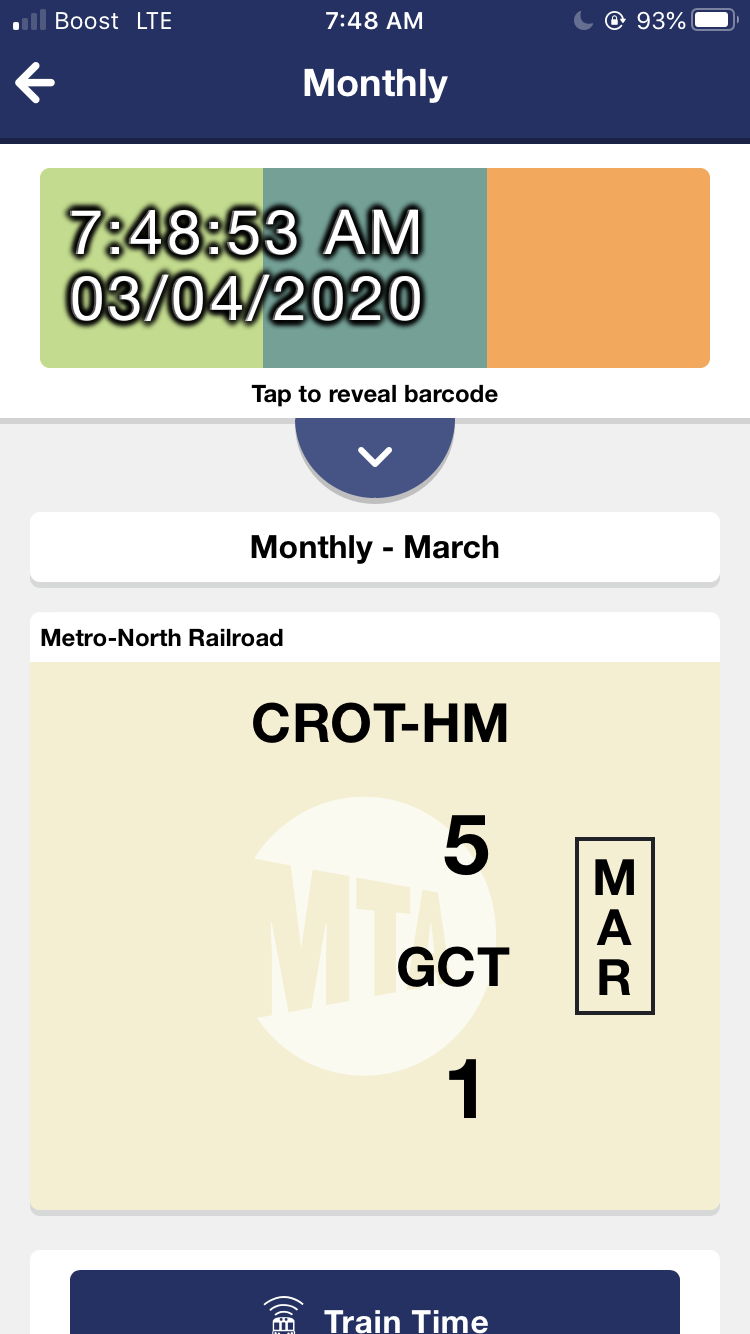 Boost LTE 7:48 AM 93%
Monthly
7:48:53 AM
03/04/2020
Tap to reveal barcode
Monthly - March
Metro-North Railroad
CROT-HM
5
MTA
GCT
1
M
A
R
Train Time